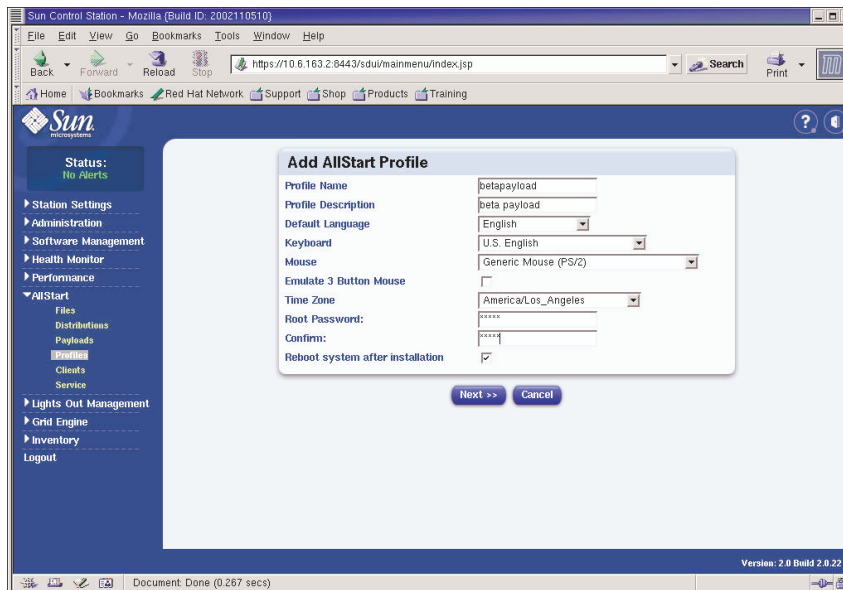 Sun Control Station - Mozilla {Build ID: 2002110510}
File Edit View Go Bookmarks Tools Window Help
Back Forward Reload Stop https://10.6.163.2:8443/sdui/mainmenu/index.jsp Search Print
Home Bookmarks Red Hat Network Support Shop Products Training
Sun
microsystems
Status:
No Alerts
Station Settings
Administration
Software Management
Health Monitor
Performance
AllStart
Files
Distributions
Payloads
Profiles
Clients
Service
Lights Out Management
Grid Engine
Inventory
Logout
Add AllStart Profile
Profile Name betapayload
Profile Description beta payload
Default Language English
Keyboard U.S. English
Mouse Generic Mouse (PS/2)
Emulate 3 Button Mouse
Time Zone America/Los_Angeles
Root Password: *****
Confirm: *****
Reboot system after installation
Next >> Cancel
Version: 2.0 Build 2.0.22
Document: Done (0.267 secs)